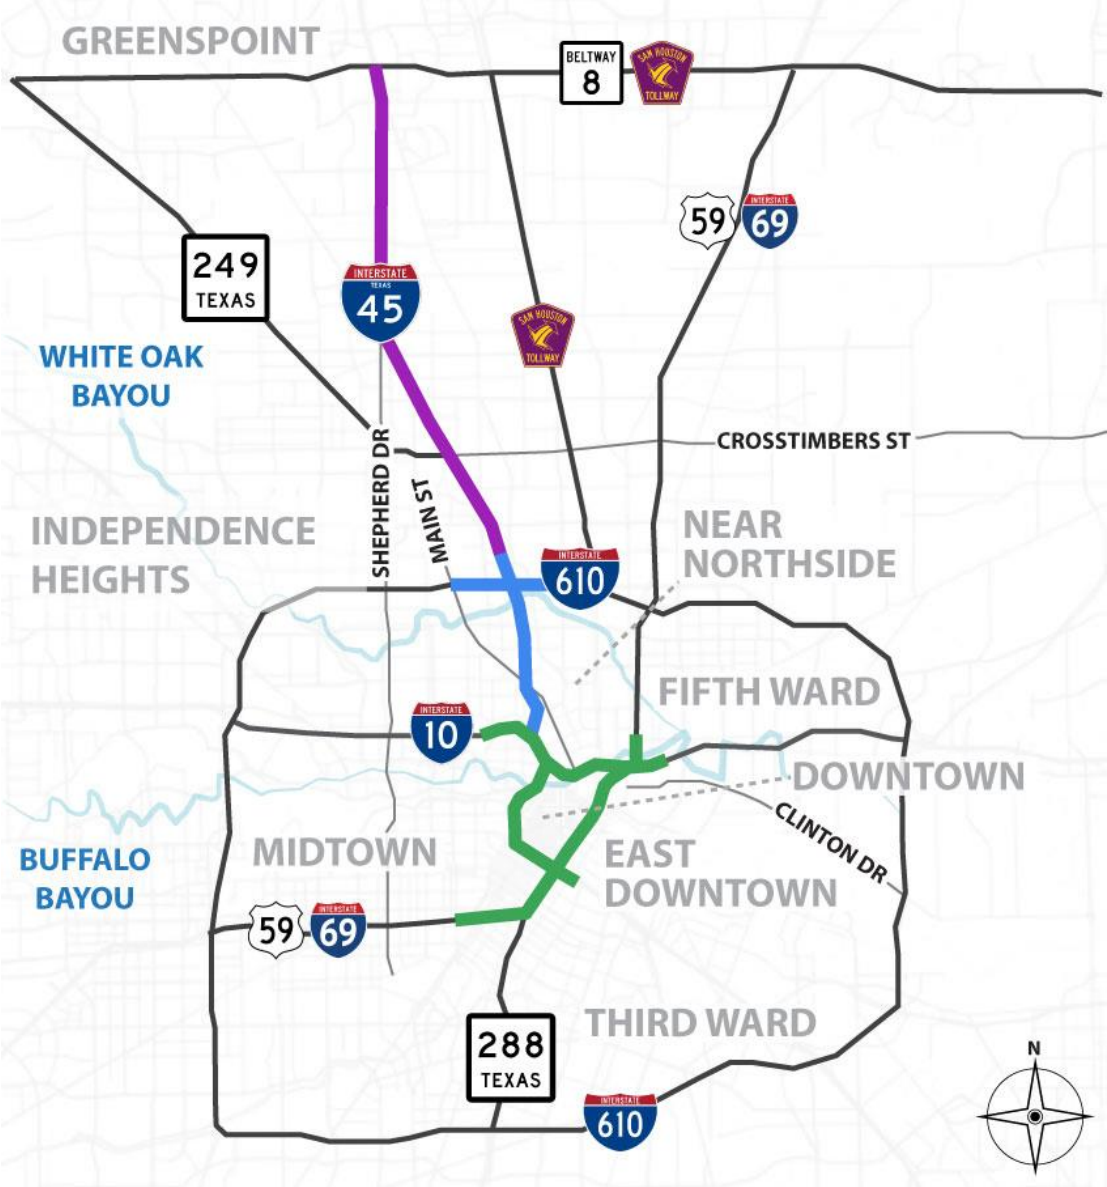 GREENSPOINT
BELTWAY
8
SAN HOUSTON
TOLLWAY
59
INTERSTATE
69
249
TEXAS
INTERSTATE
TEXAS
45
SAN HOUSTON
TOLLWAY
WHITE OAK
BAYOU
CROSSTIMBERS ST
SHEPHERD DR
MAIN ST
INDEPENDENCE
HEIGHTS
NEAR
NORTHSIDE
INTERSTATE
610
FIFTH WARD
INTERSTATE
10
DOWNTOWN
CLINTON DR
MIDTOWN
BUFFALO
BAYOU
EAST
DOWNTOWN
59
INTERSTATE
69
THIRD WARD
288
TEXAS
INTERSTATE
610
N